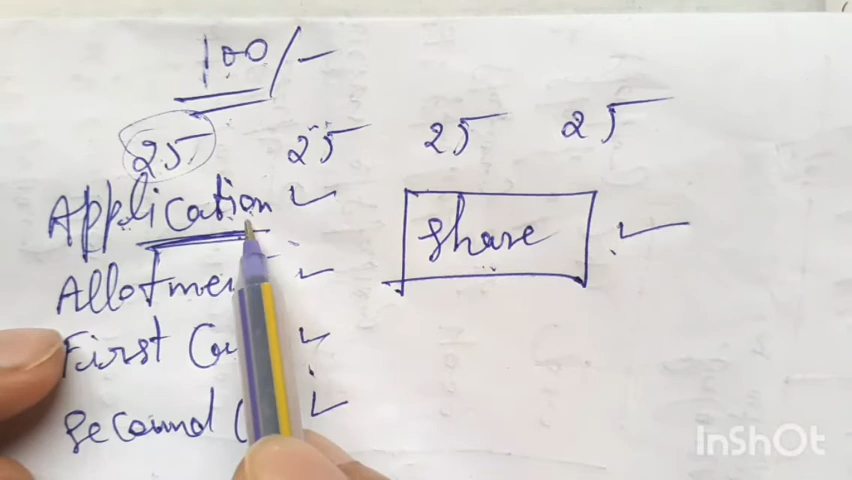 100/-
25 25 25 25
Application
share
Allotmen
First Ca
Second C
InShOt